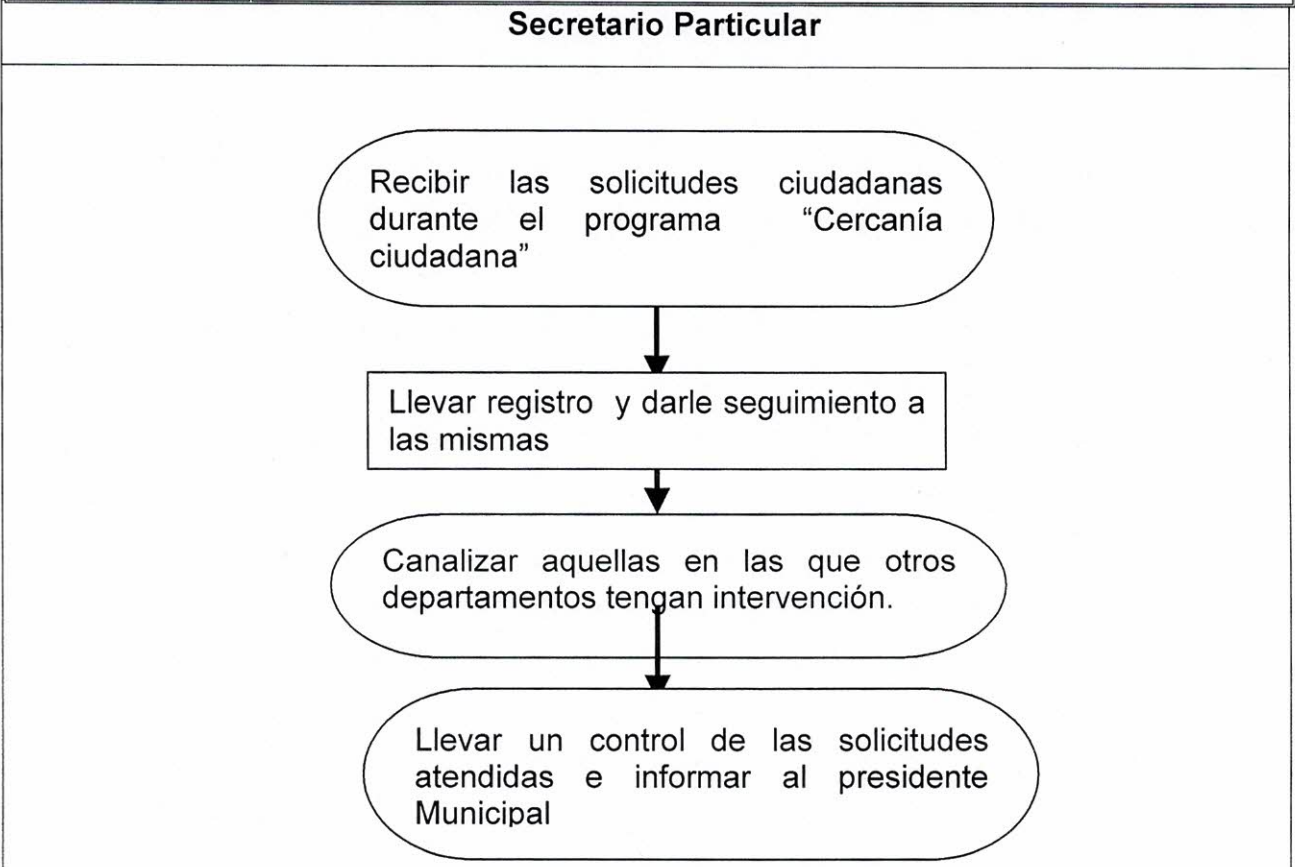 Secretario Particular
Recibir las solicitudes ciudadanas
durante el programa “Cercanía
ciudadana”
Llevar registro y darle seguimiento a
las mismas
Canalizar aquellas en las que otros
departamentos tengan intervención.
Llevar un control de las solicitudes
atendidas e informar al presidente
Municipal